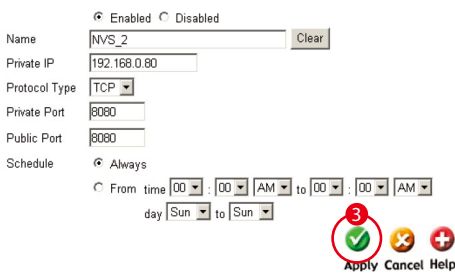 Enabled Disabled
Name NVS_2 Clear
Private IP 192.168.0.80
Protocol Type TCP
Private Port 8080
Public Port 8080
Schedule Always
From time 00 : 00 AM to 00 : 00 AM
day Sun to Sun
3
Apply Cancel Help